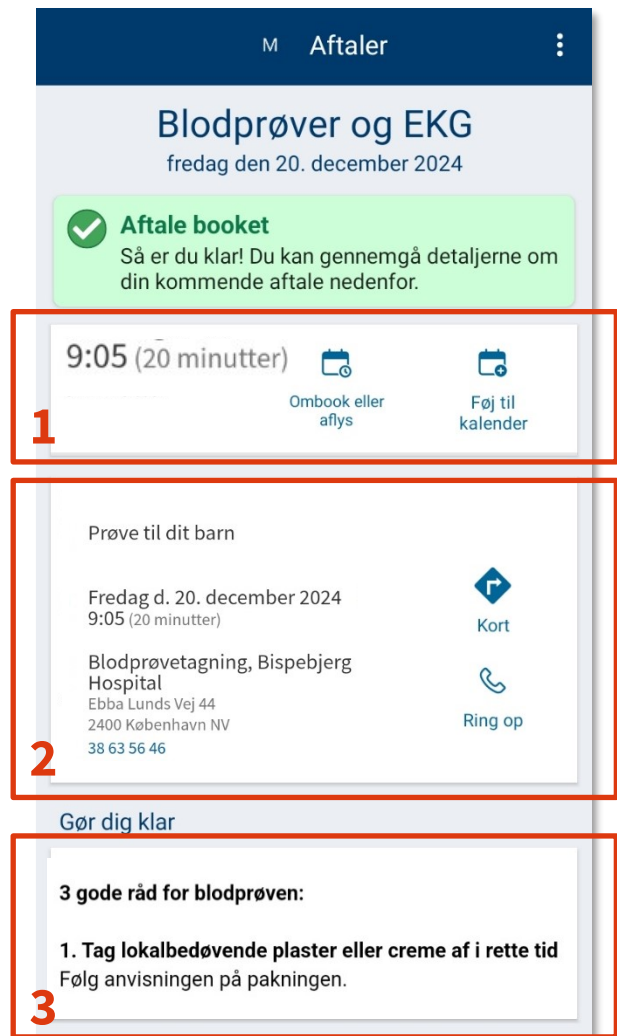 M Aftaler
Blodprøver og EKG
fredag den 20. december 2024
Aftale booket
Så er du klar! Du kan gennemgå detaljerne om
din kommende aftale nedenfor.
9:05 (20 minutter)
Ombook eller
aflys
Føj til
kalender
1
Prøve til dit barn
Fredag d. 20. december 2024
9:05 (20 minutter)
Kort
Blodprøvetagning, Bispebjerg
Hospital
Ebba Lunds Vej 44
2400 København NV
38 63 56 46
Ring op
2
Gør dig klar
3 gode råd for blodprøven:
1. Tag lokalbedøvende plaster eller creme af i rette tid
Følg anvisningen på pakningen.
3